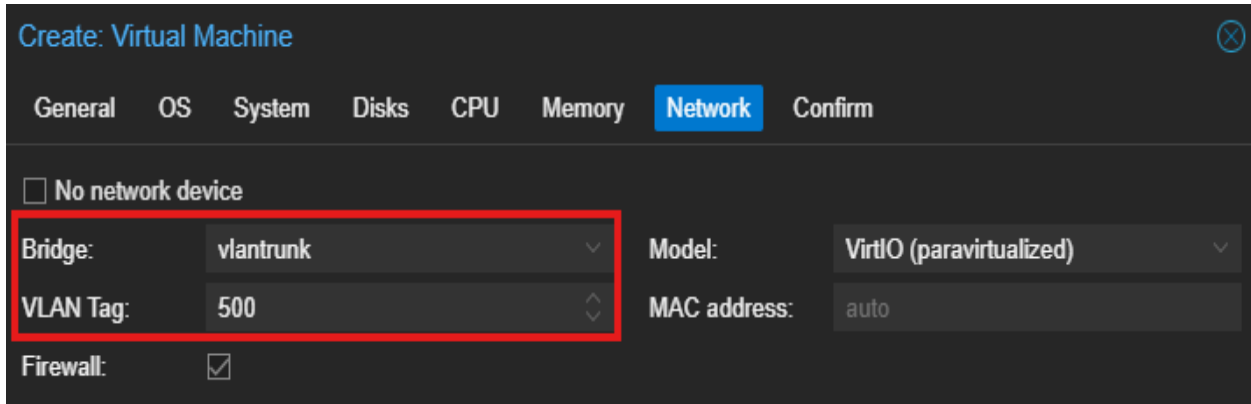 Create: Virtual Machine
General OS System Disks CPU Memory Network Confirm
No network device
Bridge: vlantrunk Model: VirtIO (paravirtualized)
VLAN Tag: 500 MAC address: auto
Firewall: